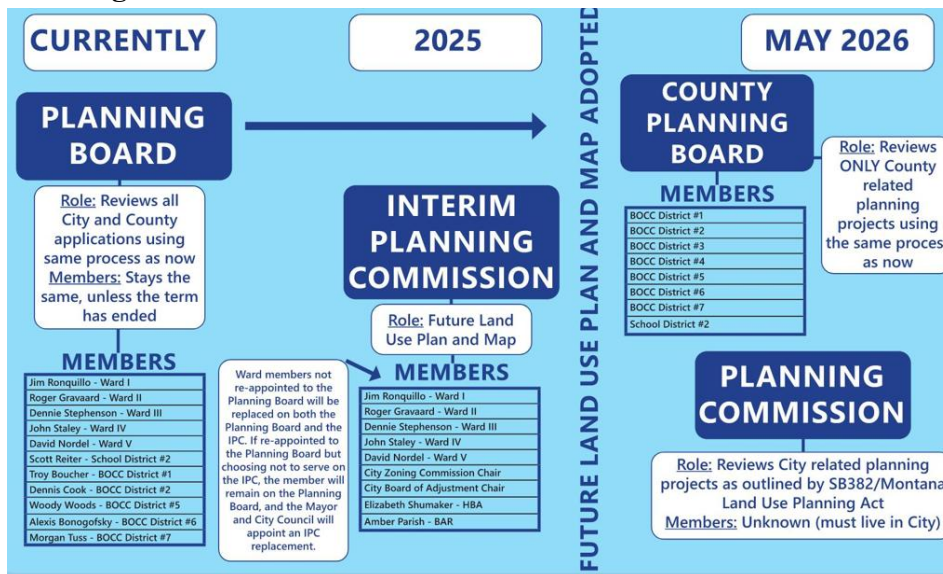 CURRENTLY
2025
MAY 2026
PLANNING
BOARD
Role: Reviews all
City and County
applications using
same process as now
Members: Stays the
same, unless the term
has ended
MEMBERS
Jim Ronquillo - Ward I
Roger Gravaard - Ward II
Dennie Stephenson - Ward III
John Staley - Ward IV
David Nordel - Ward V
Scott Reiter - School District #2
Troy Boucher - BOCC District #1
Dennis Cook - BOCC District #2
Woody Woods - BOCC District #5
Alexis Bonogofsky - BOCC District #6
Morgan Tuss - BOCC District #7
INTERIM
PLANNING
COMMISSION
Role: Future Land
Use Plan and Map
Ward members not
re-appointed to the
Planning Board will be
replaced on both the
Planning Board and the
IPC. If re-appointed to
the Planning Board but
choosing not to serve on
the IPC, the member will
remain on the Planning
Board, and the Mayor
and City Council will
appoint an IPC
replacement.
MEMBERS
Jim Ronquillo - Ward I
Roger Gravaard - Ward II
Dennie Stephenson - Ward III
John Staley - Ward IV
David Nordel - Ward V
City Zoning Commission Chair
City Board of Adjustment Chair
Elizabeth Shumaker - HBA
Amber Parish - BAR
FUTURE LAND USE PLAN AND MAP ADOPTED
COUNTY
PLANNING
BOARD
MEMBERS
BOCC District #1
BOCC District #2
BOCC District #3
BOCC District #4
BOCC District #5
BOCC District #6
BOCC District #7
School District #2
Role: Reviews
ONLY County
related
planning
projects using
the same process
as now
PLANNING
COMMISSION
Role: Reviews City related planning
projects as outlined by SB382/Montana
Land Use Planning Act
Members: Unknown (must live in City)